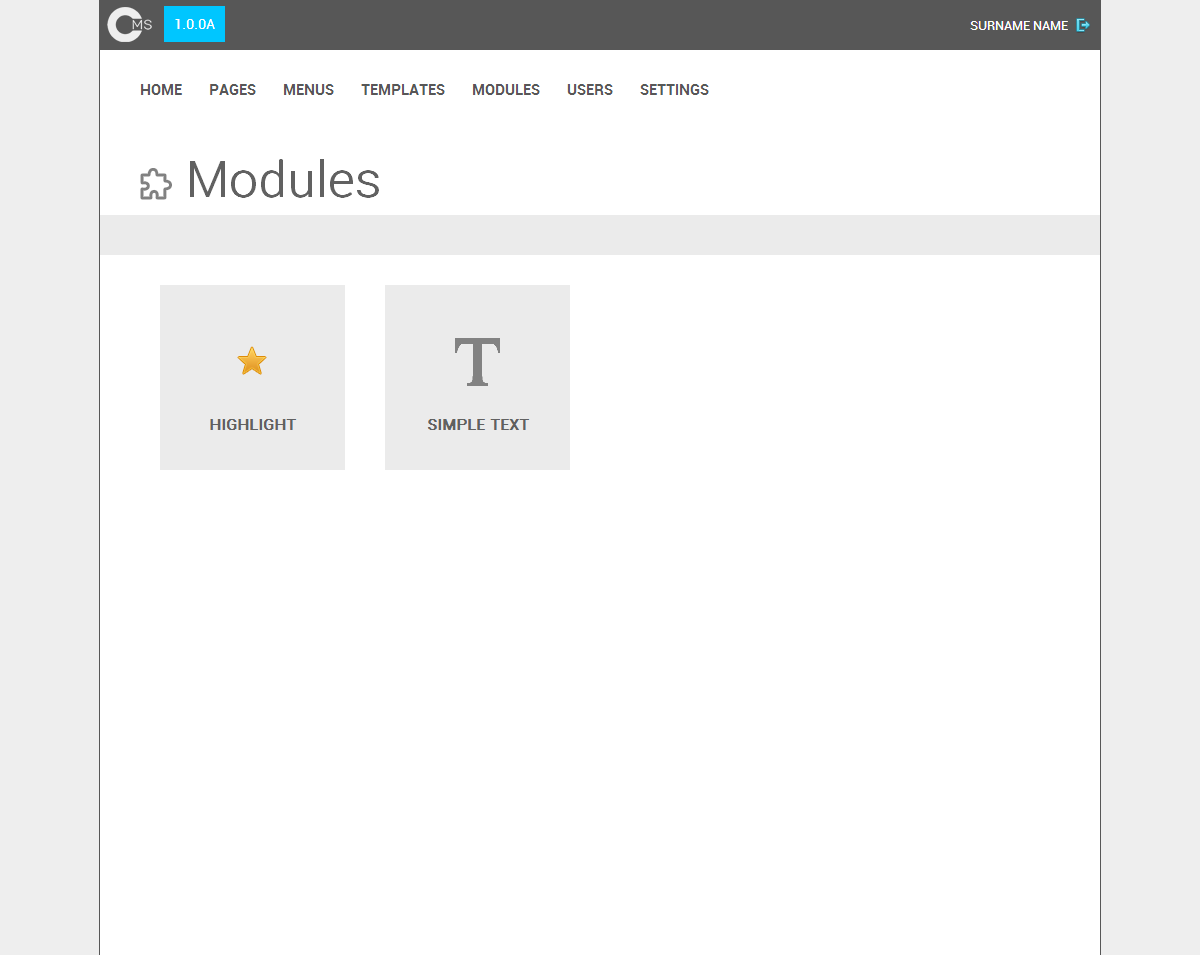 CMS 1.0.0A SURNAME NAME
HOME PAGES MENUS TEMPLATES MODULES USERS SETTINGS
Modules
HIGHLIGHT SIMPLE TEXT